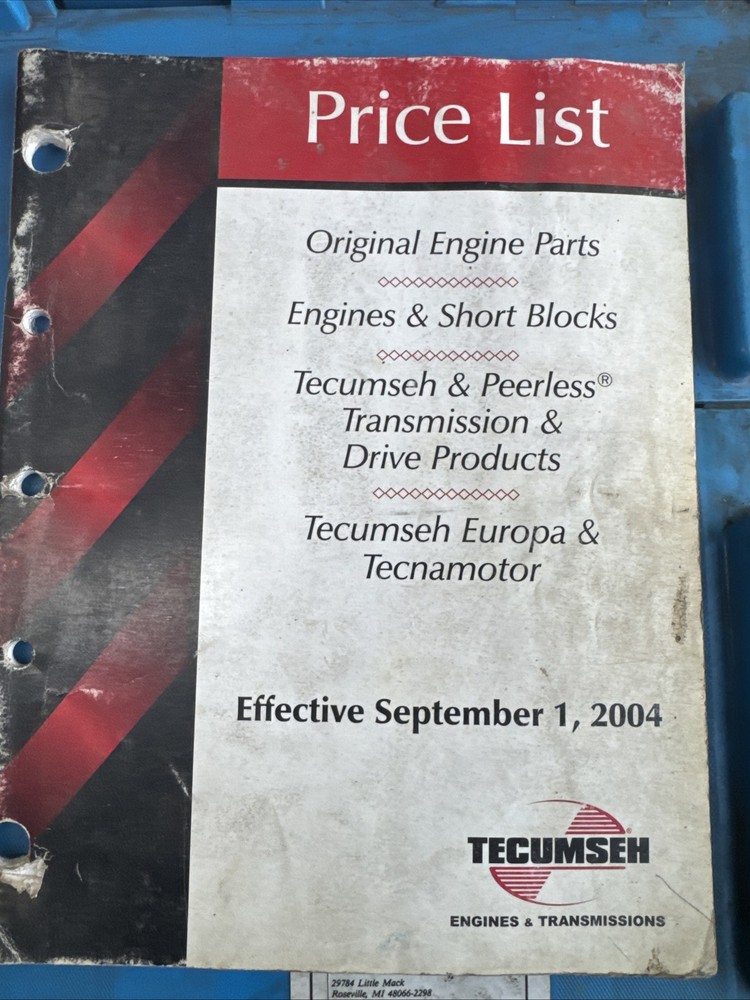 Price List
Original Engine Parts
Engines & Short Blocks
Tecumseh & Peerless®
Transmission &
Drive Products
Tecumseh Europa &
Tecnamotor
Effective September 1, 2004
TECUMSEH
ENGINES & TRANSMISSIONS
29784 Little Mack
Roseville, MI 48066-2298